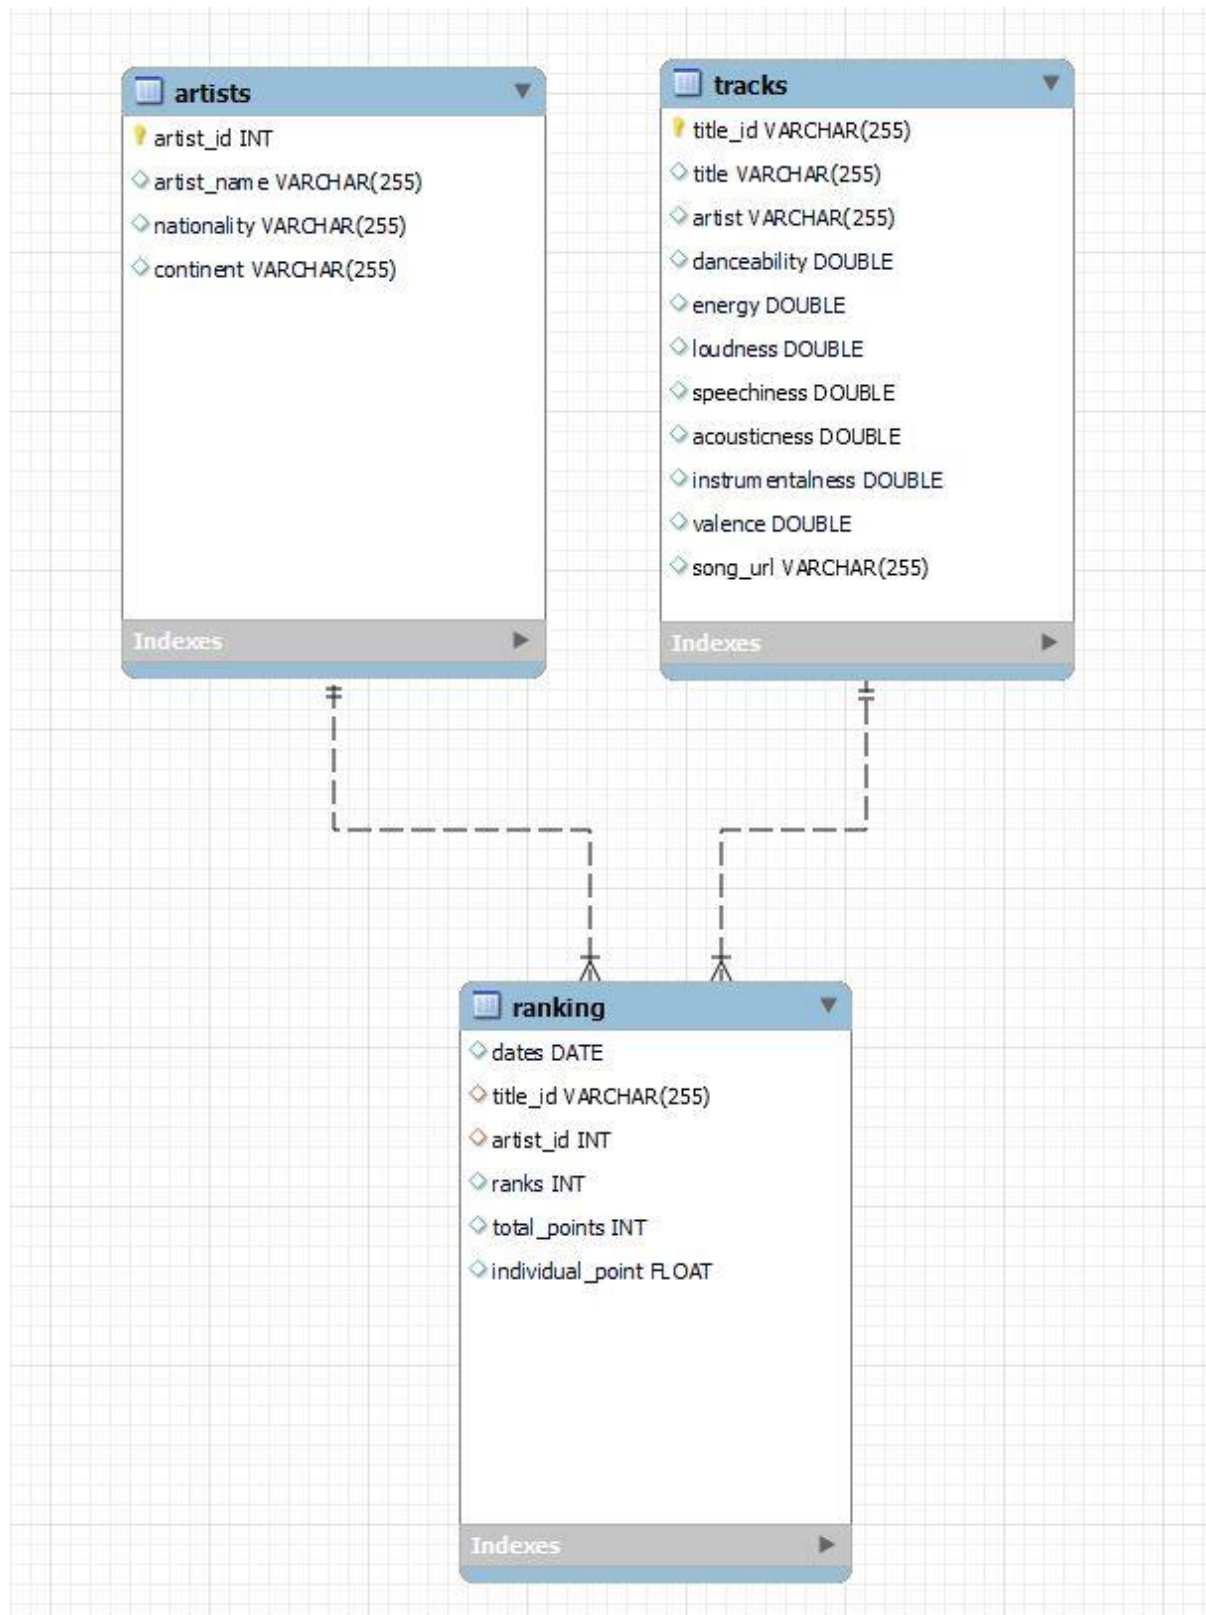 artists
artist_id INT
artist_name VARCHAR(255)
nationality VARCHAR(255)
continent VARCHAR(255)
Indexes
tracks
title_id VARCHAR(255)
title VARCHAR(255)
artist VARCHAR(255)
danceability DOUBLE
energy DOUBLE
loudness DOUBLE
speechiness DOUBLE
acousticness DOUBLE
instrumentalness DOUBLE
valence DOUBLE
song_url VARCHAR(255)
Indexes
ranking
dates DATE
title_id VARCHAR(255)
artist_id INT
ranks INT
total_points INT
individual_point FLOAT
Indexes